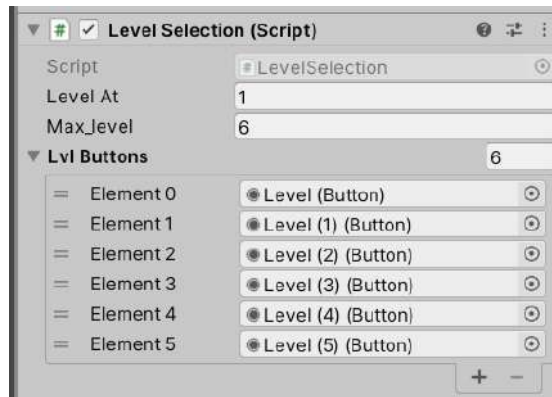 # Level Selection (Script)
Script # LevelSelection
Level At 1
Max_level 6
Lvl Buttons 6
Element 0 Level (Button)
Element 1 Level (1) (Button)
Element 2 Level (2) (Button)
Element 3 Level (3) (Button)
Element 4 Level (4) (Button)
Element 5 Level (5) (Button)
+ −